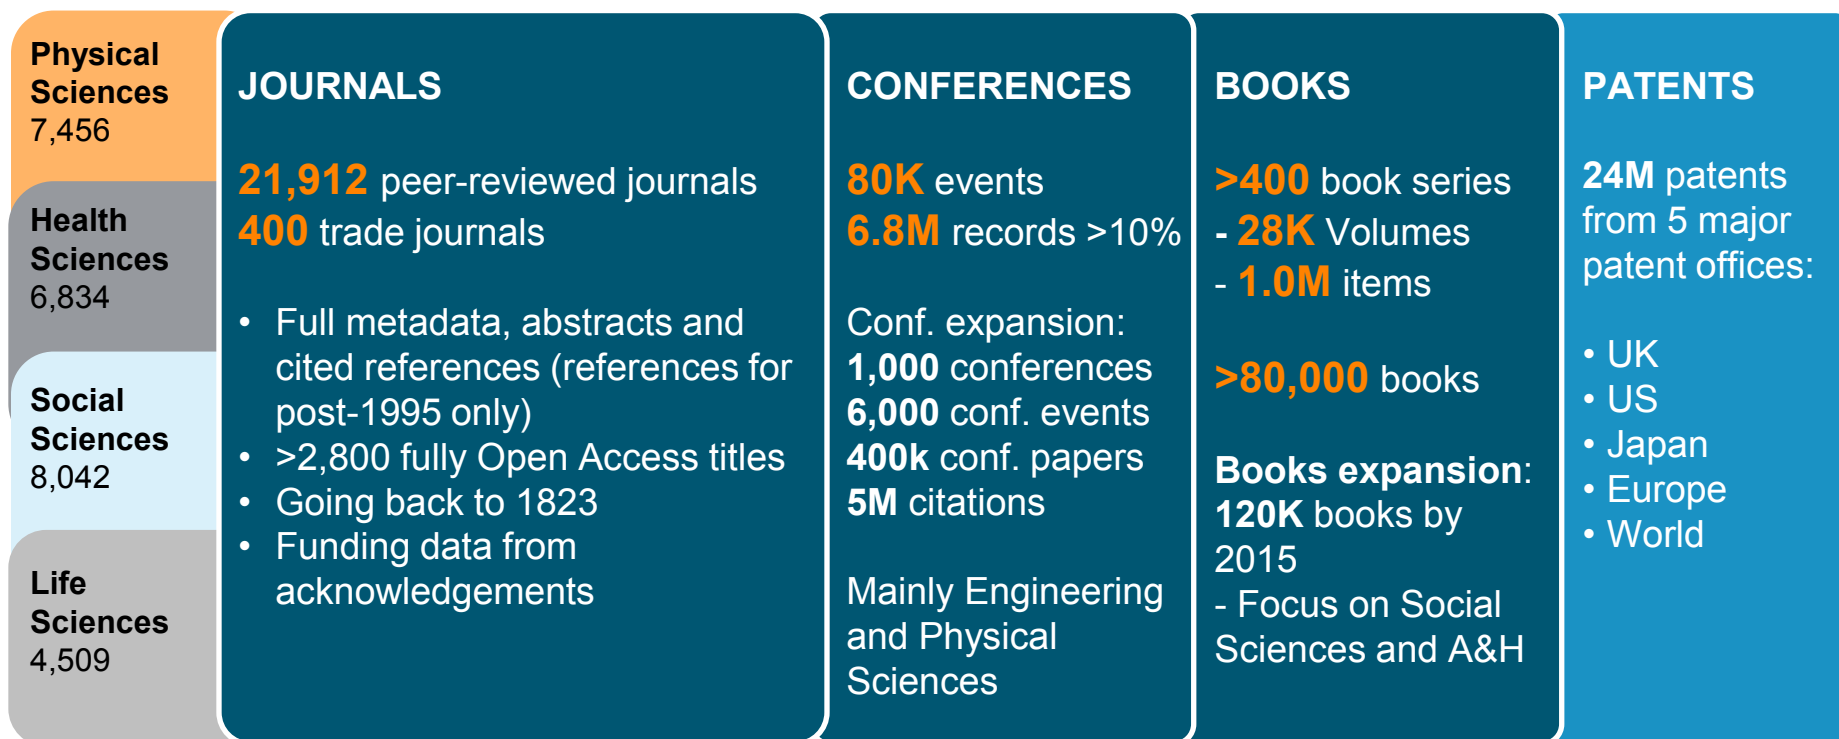 Physical
Sciences
7,456
Health
Sciences
6,834
Social
Sciences
8,042
Life
Sciences
4,509
JOURNALS
21,912 peer-reviewed journals
400 trade journals
• Full metadata, abstracts and
cited references (references for
post-1995 only)
• >2,800 fully Open Access titles
• Going back to 1823
• Funding data from
acknowledgements
CONFERENCES
80K events
6.8M records >10%
Conf. expansion:
1,000 conferences
6,000 conf. events
400k conf. papers
5M citations
Mainly Engineering
and Physical
Sciences
BOOKS
>400 book series
- 28K Volumes
- 1.0M items
>80,000 books
Books expansion:
120K books by
2015
- Focus on Social
Sciences and A&H
PATENTS
24M patents
from 5 major
patent offices:
• UK
• US
• Japan
• Europe
• World